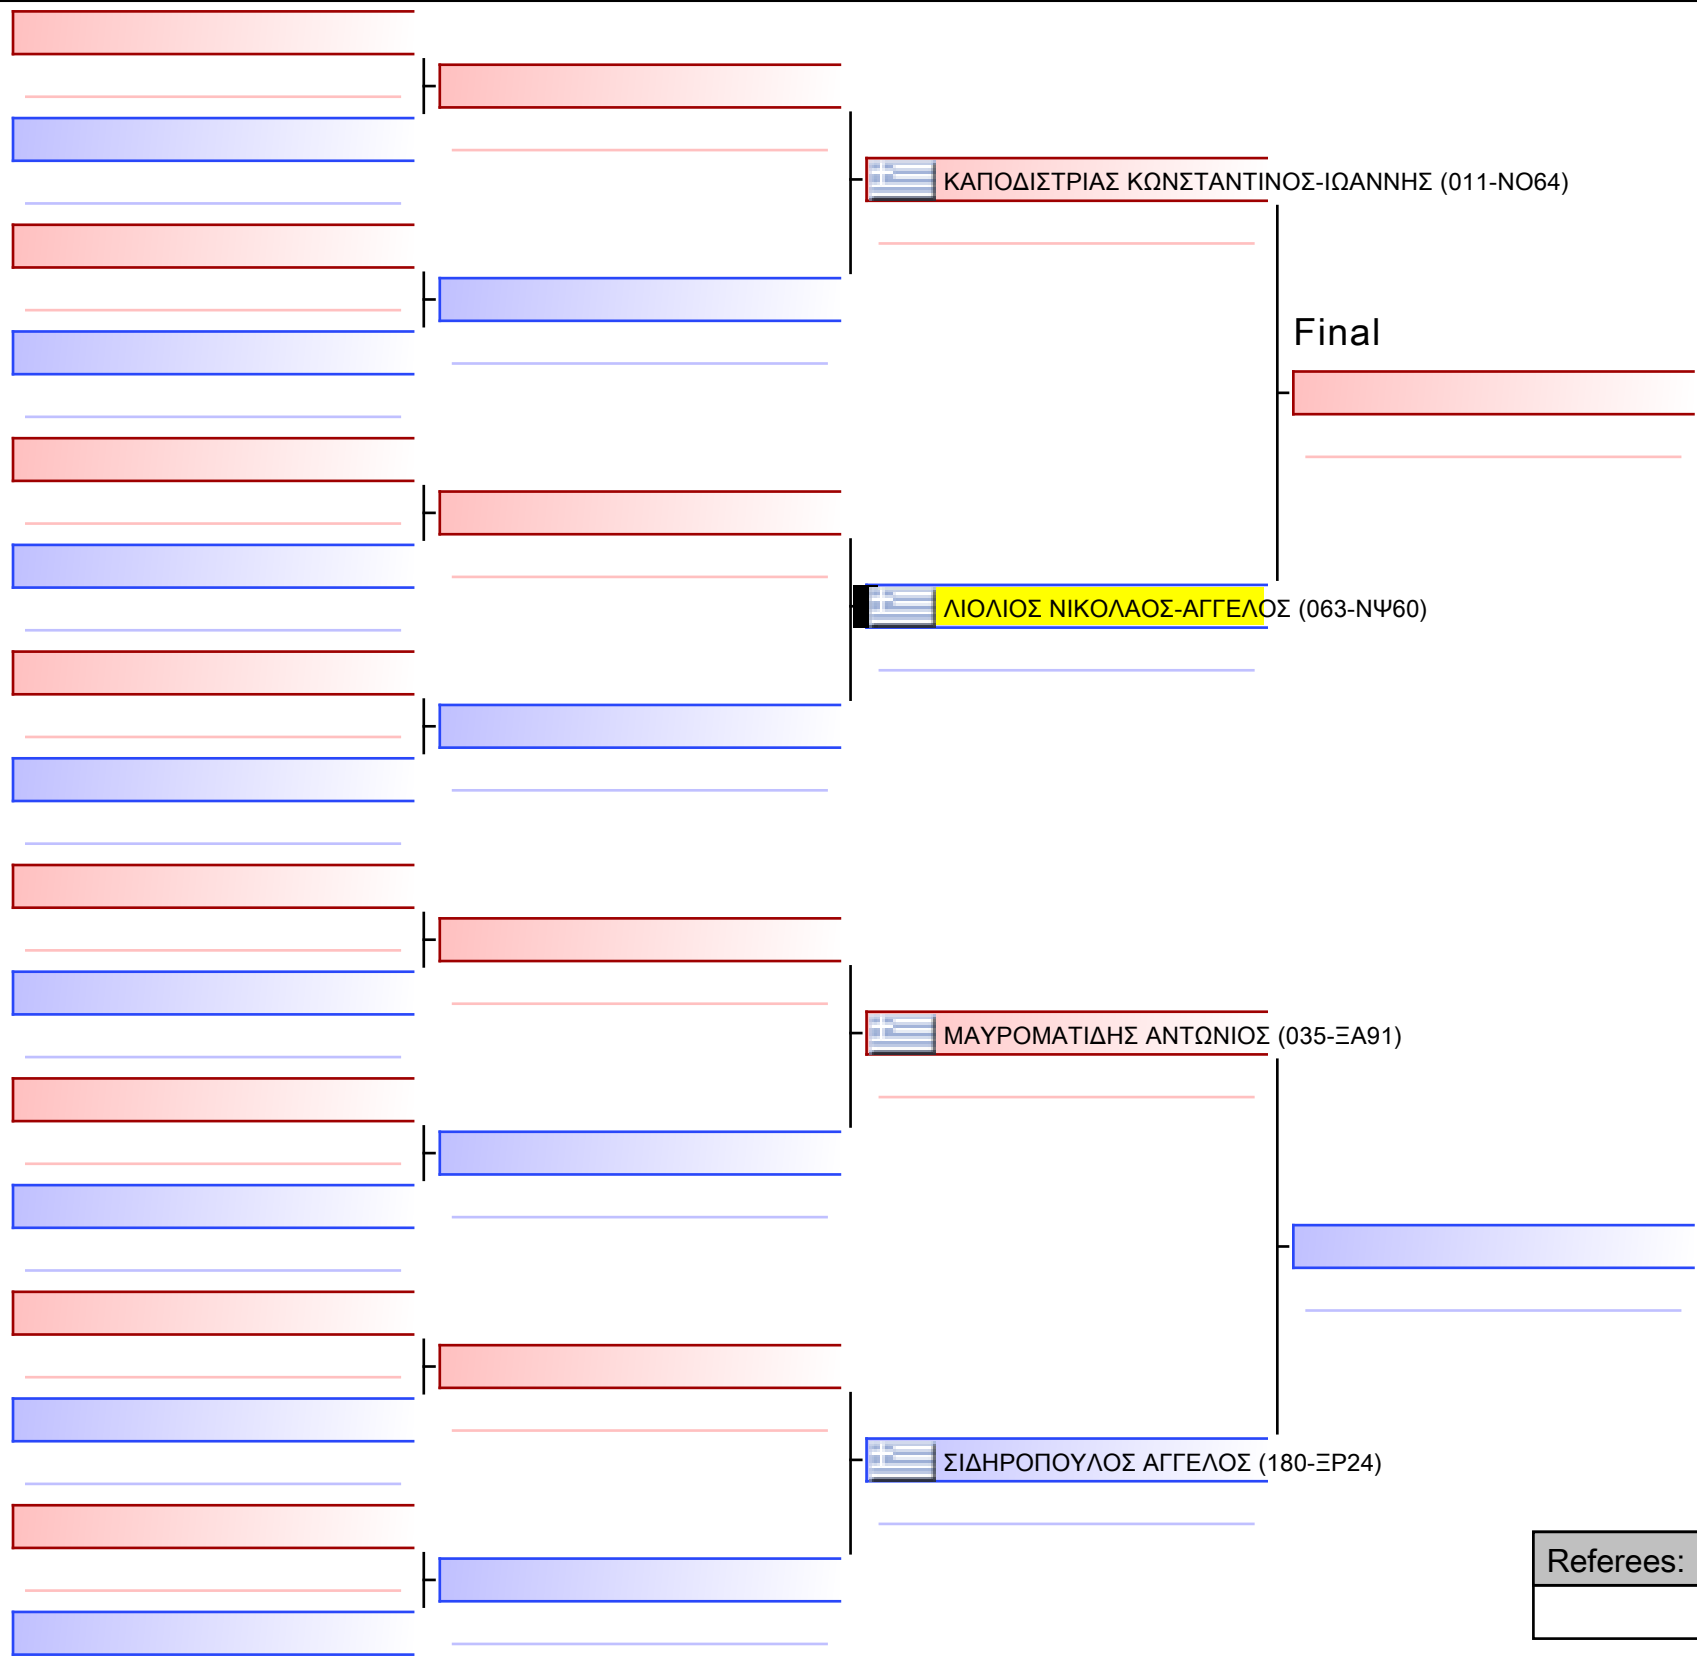 ΚΑΠΟΔΙΣΤΡΙΑΣ ΚΩΝΣΤΑΝΤΙΝΟΣ-ΙΩΑΝΝΗΣ (011-ΝΟ64)
Final
ΛΙΟΛΙΟΣ ΝΙΚΟΛΑΟΣ-ΑΓΓΕΛΟΣ (063-ΝΨ60)
ΜΑΥΡΟΜΑΤΙΔΗΣ ΑΝΤΩΝΙΟΣ (035-ΞΑ91)
ΣΙΔΗΡΟΠΟΥΛΟΣ ΑΓΓΕΛΟΣ (180-ΞΡ24)
Referees: